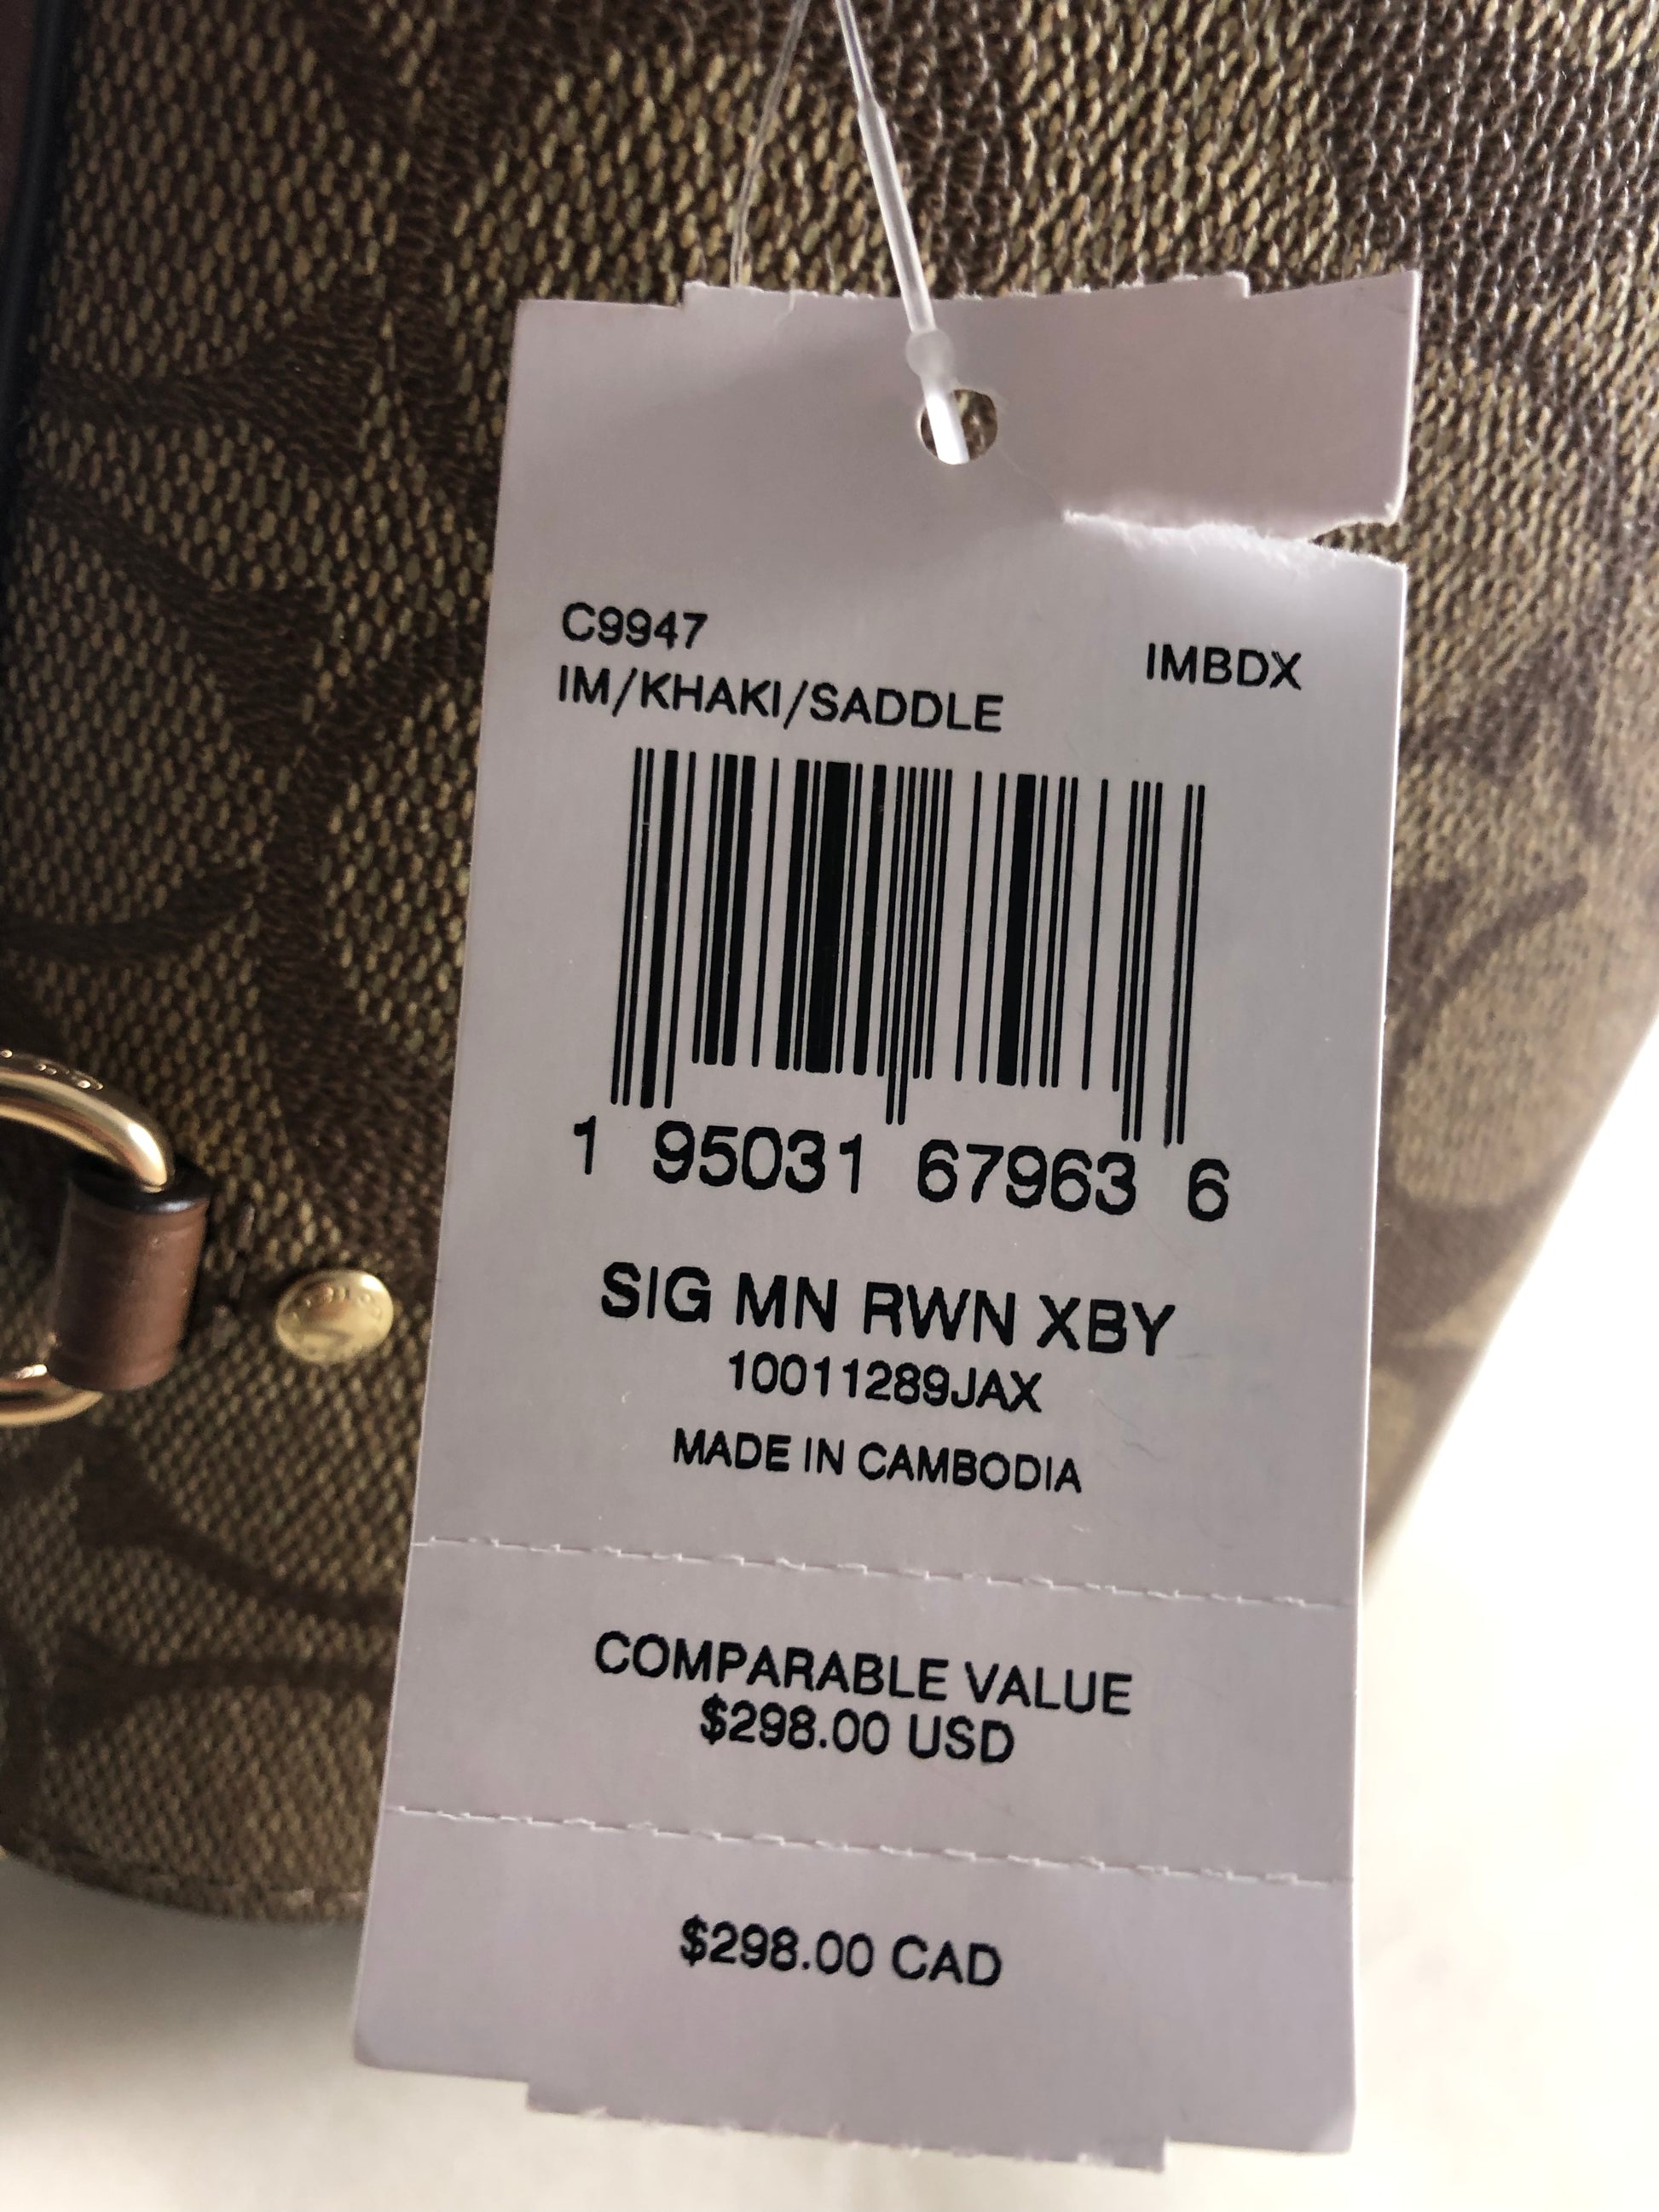 C9947
IMBDX
IM/KHAKI/SADDLE
1 95031 67963 6
SIG MN RWN XBY
10011289JAX
MADE IN CAMBODIA
COMPARABLE VALUE
$298.00 USD
$298.00 CAD